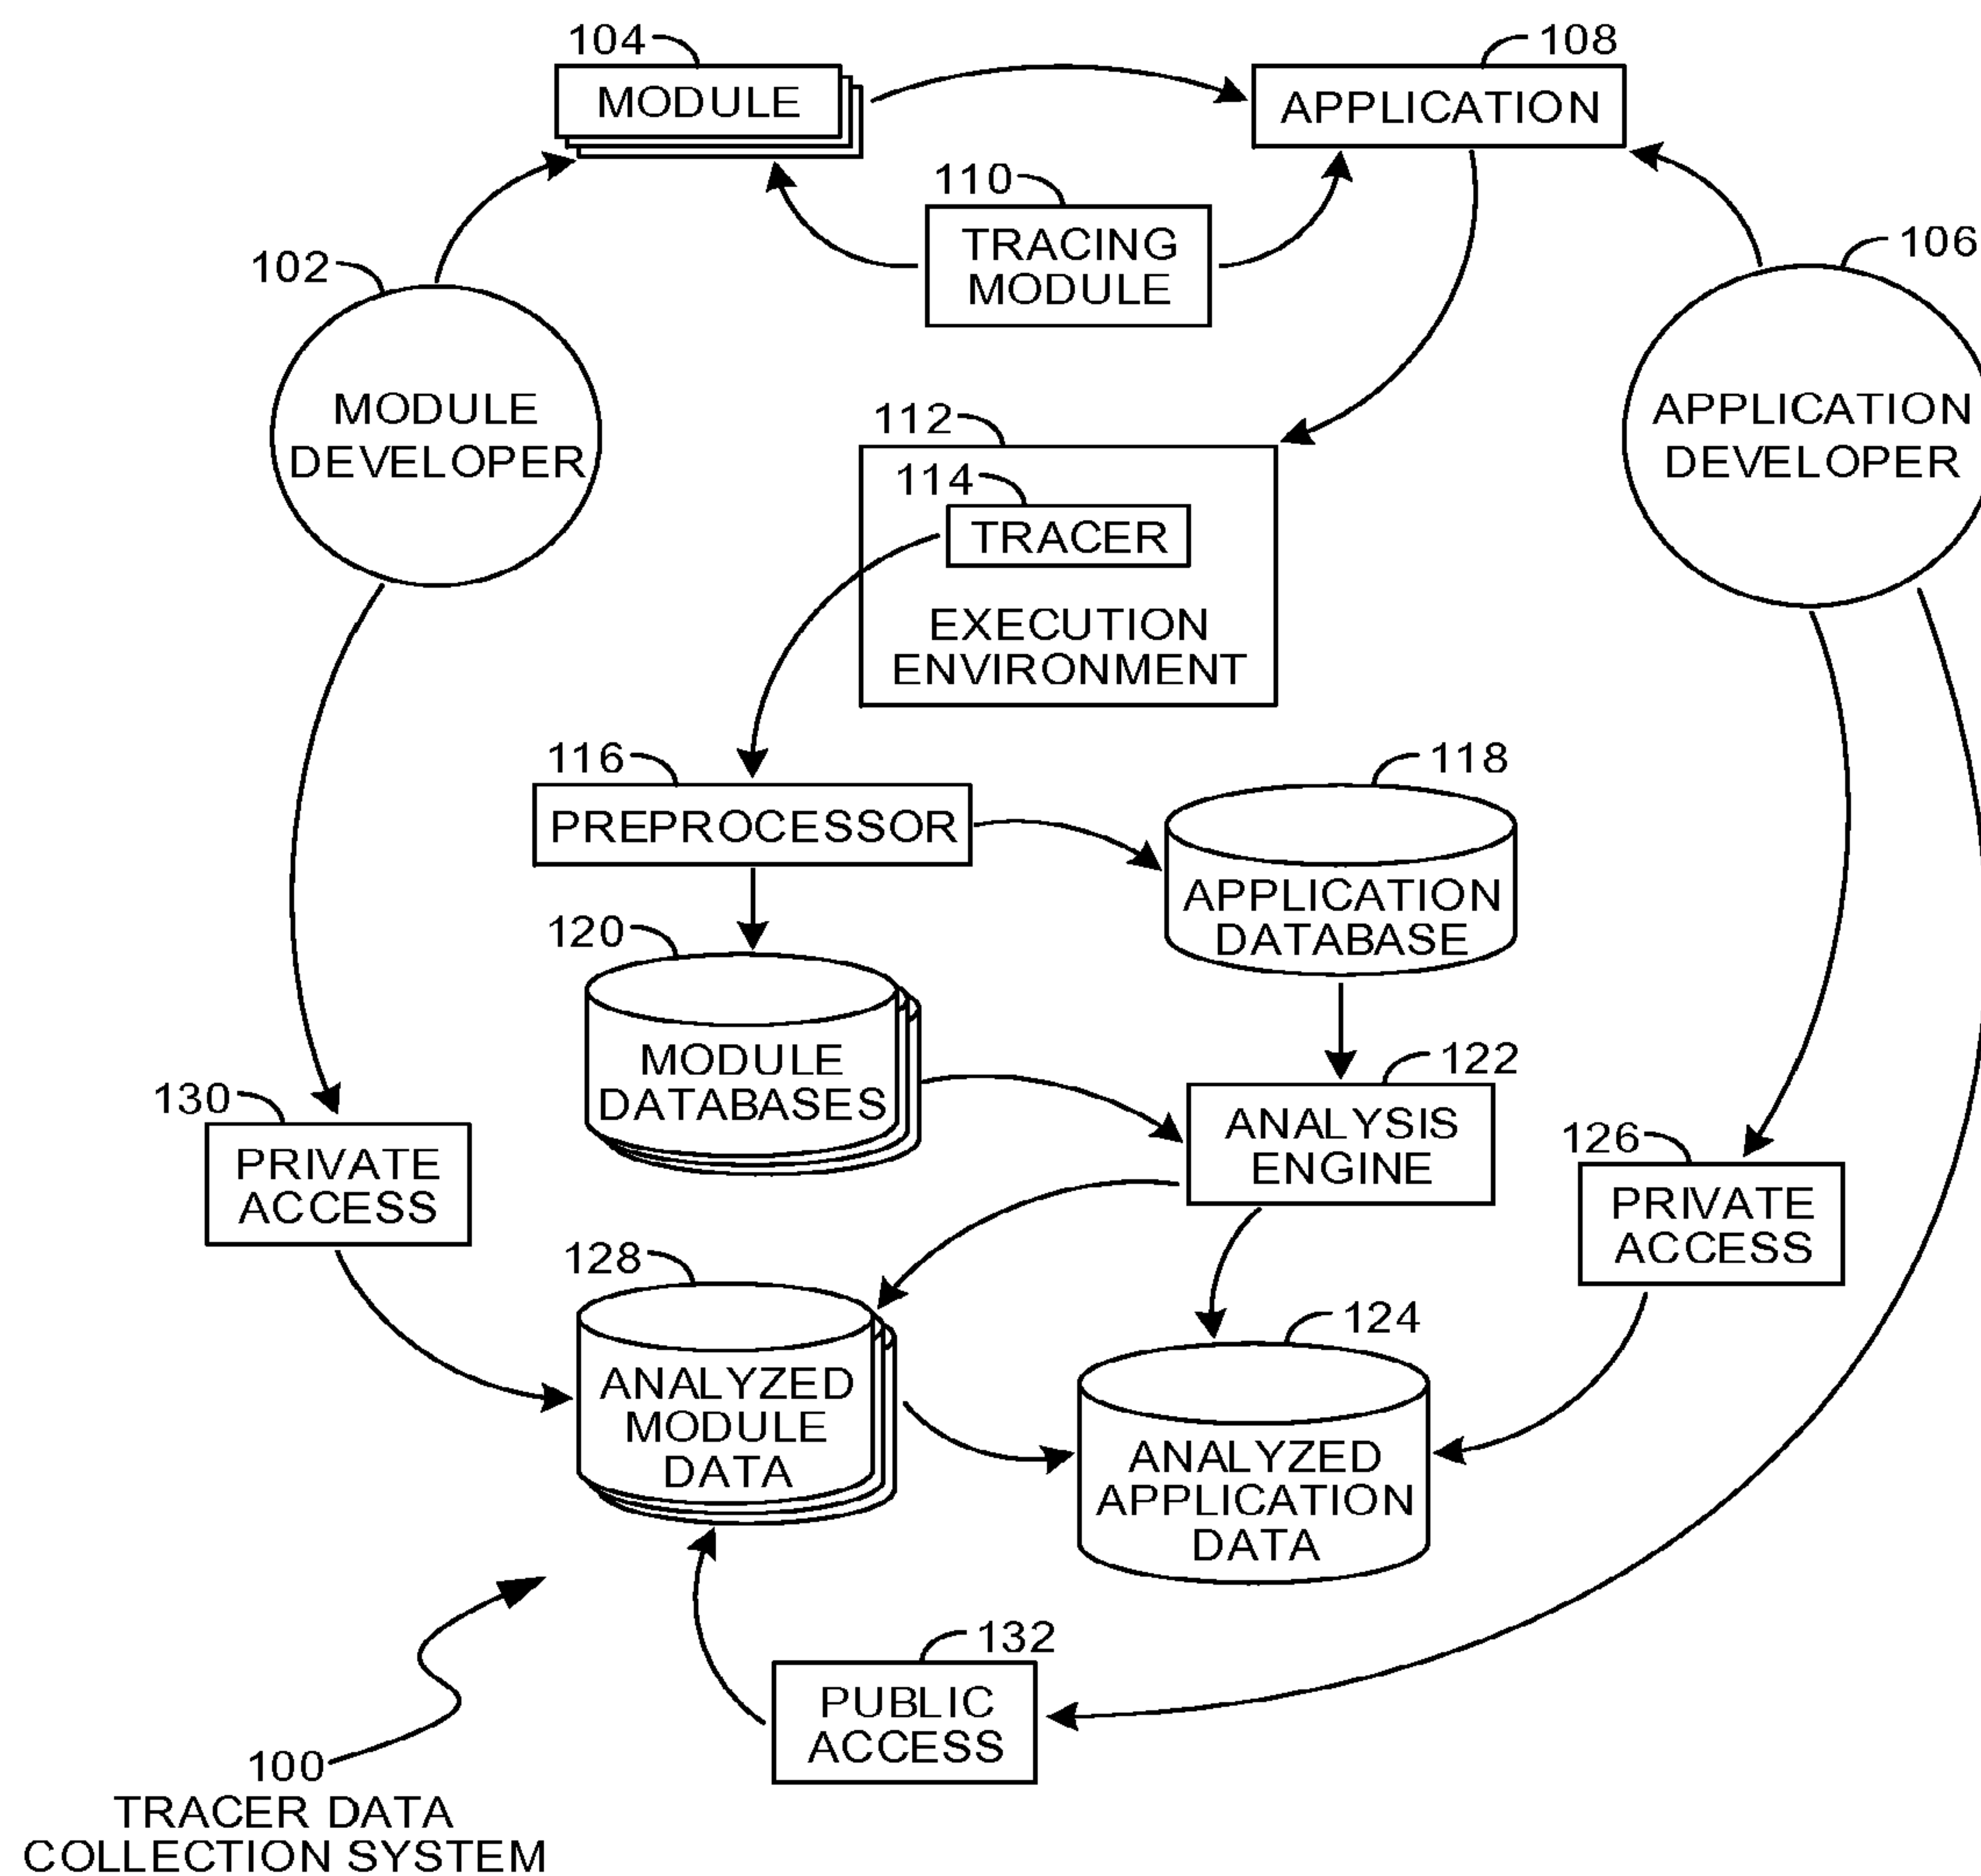 104
MODULE
108
APPLICATION
110
TRACING
MODULE
102
MODULE
DEVELOPER
106
APPLICATION
DEVELOPER
112
114
TRACER
EXECUTION
ENVIRONMENT
116
PREPROCESSOR
118
APPLICATION
DATABASE
120
MODULE
DATABASES
122
ANALYSIS
ENGINE
130
PRIVATE
ACCESS
126
PRIVATE
ACCESS
128
ANALYZED
MODULE
DATA
124
ANALYZED
APPLICATION
DATA
132
PUBLIC
ACCESS
100
TRACER DATA
COLLECTION SYSTEM